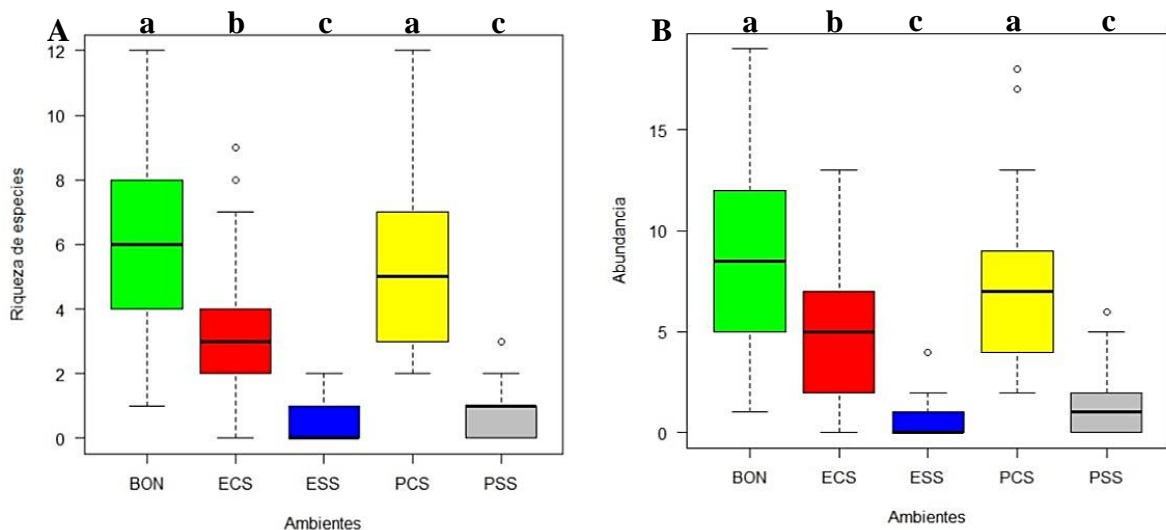 A a b c a c
Riqueza de especies
12
10
8
6
4
2
0
BON ECS ESS PCS PSS
Ambientes
B a b c a c
Abundancia
15
10
5
0
BON ECS ESS PCS PSS
Ambientes